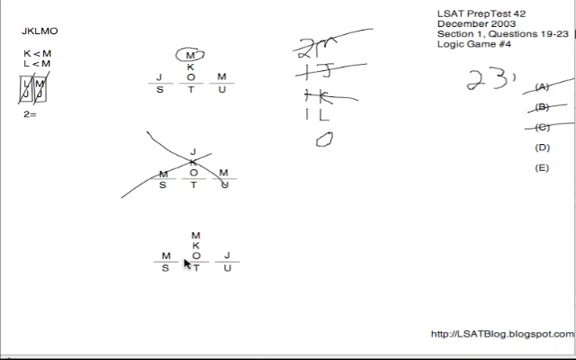 LSAT PrepTest 42
December 2003
Section 1, Questions 19-23
Logic Game #4
JKLMO
K < M
L < M
L M
J J
2=
M
K
J O M
S T U
J
K
M O M
S T U
M
K
M O J
S T U
2M
1J
1K
1L
O
23
(A)
(B)
(C)
(D)
(E)
http://LSATBlog.blogspot.com/